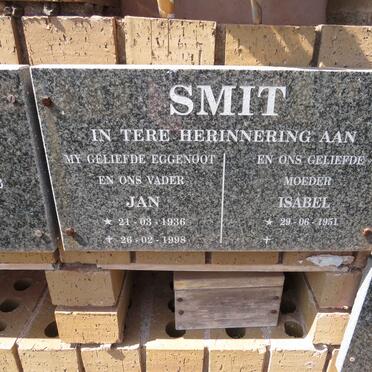 SMIT
IN TERE HERINNERING AAN
MY GELIEFDE EGGENOOT
EN ONS VADER
JAN
★ 21-03-1936
✝ 26-02-1998
EN ONS GELIEFDE
MOEDER
ISABEL
★ 29-06-1951
✝